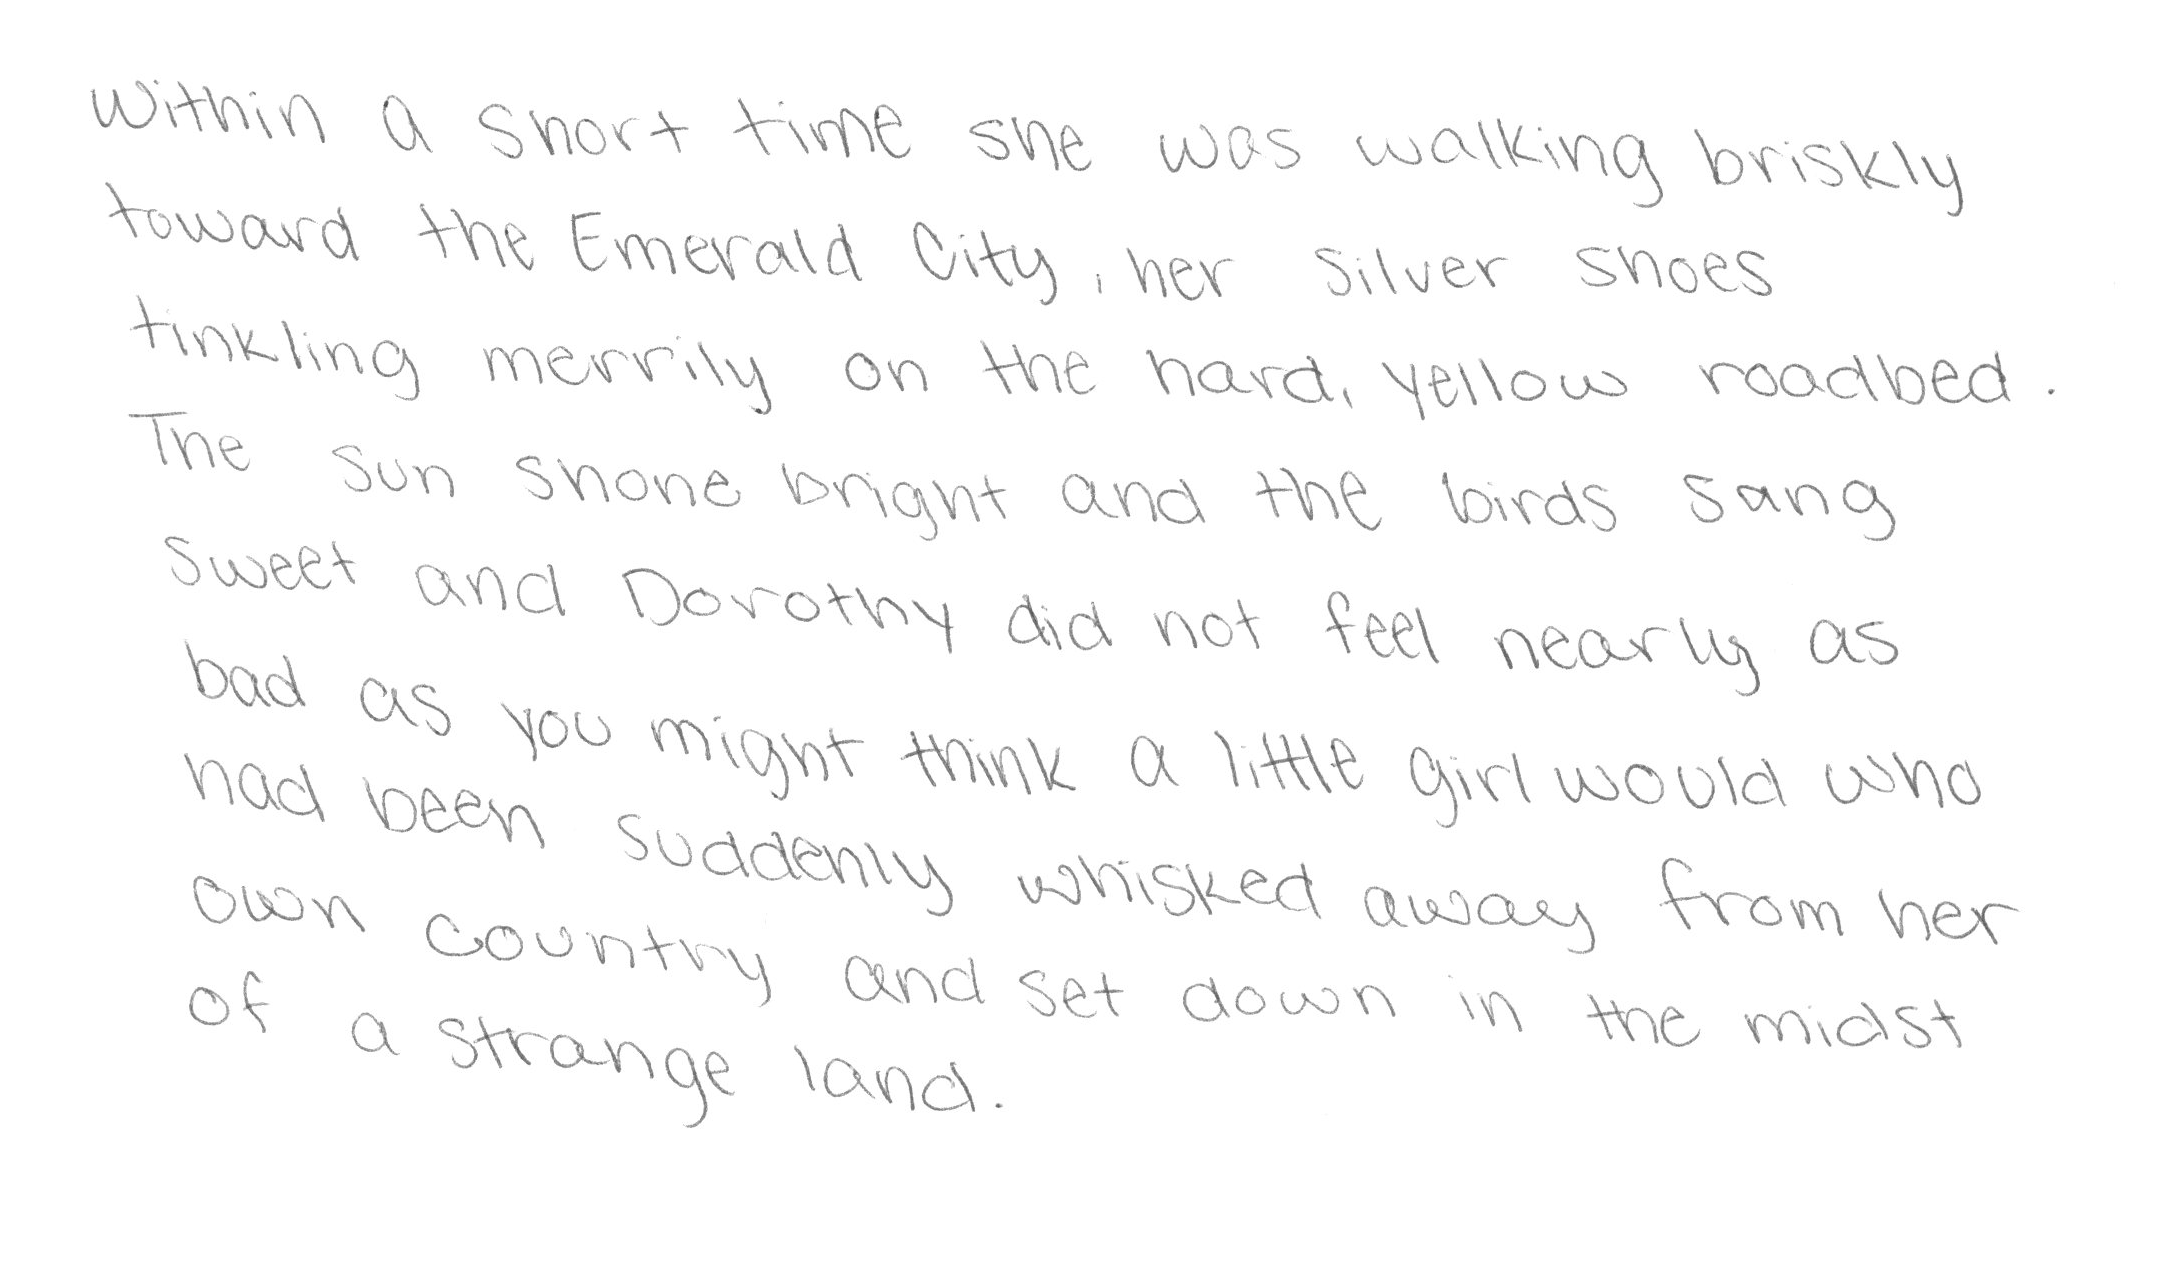 Within a short time she was walking briskly
toward the Emerald City, her Silver shoes
tinkling merrily on the hard, yellow roadbed.
The sun shone bright and the birds sang
sweet and Dorothy did not feel nearly as
bad as you might think a little girl would who
had been suddenly whisked away from her
own country and set down in the midst
of a strange land.